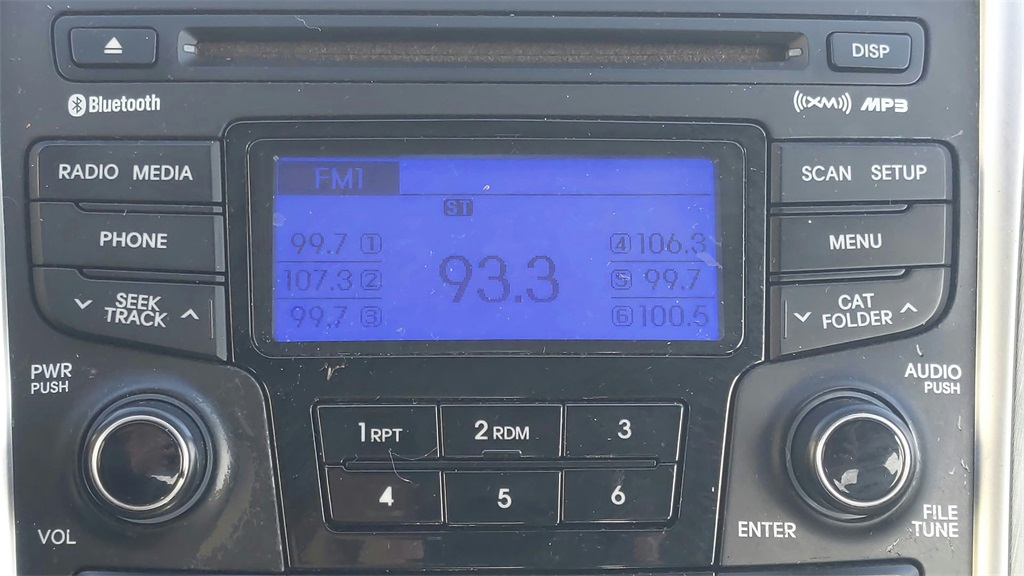 DISP
Bluetooth
((XM)) MP3
RADIO MEDIA
FM1
SCAN SETUP
ST
PHONE
99.7 1
4 106.3
MENU
107.3 2
93.3
5 99.7
SEEK
TRACK
99.7 3
6 100.5
CAT
FOLDER
PWR
PUSH
AUDIO
PUSH
1 RPT
2 RDM
3
4
5
6
VOL
ENTER
FILE
TUNE